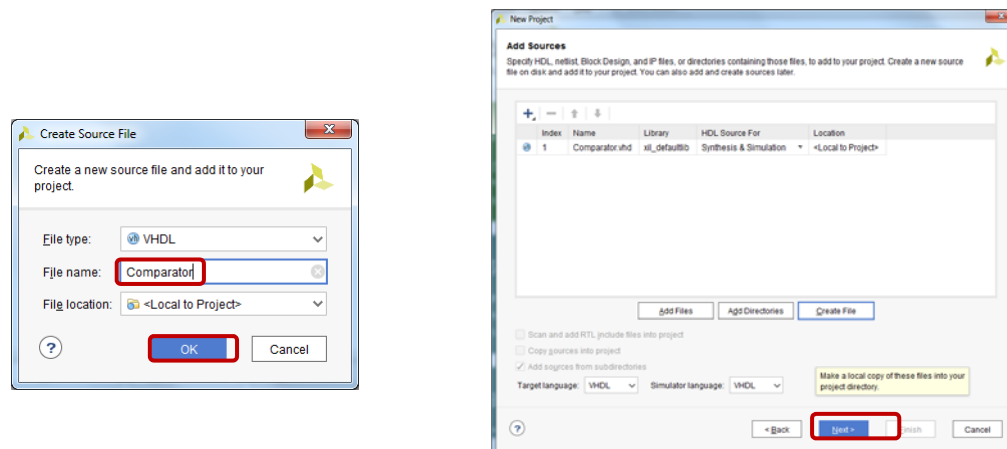 Create Source File
Create a new source file and add it to your
project.
File type: VHDL
File name: Comparator
File location: <Local to Project>
? OK Cancel
New Project
Add Sources
Specify HDL, netlist, Block Design, and IP files, or directories containing those files, to add to your project. Create a new source
file on disk and add it to your project. You can also add and create sources later.
Index Name Library HDL Source For Location
1 Comparator.vhd xil_defaultlib Synthesis & Simulation <Local to Project>
Add Files Add Directories Create File
Scan and add RTL include files into project
Copy sources into project
Add sources from subdirectories
Target language: VHDL Simulator language: VHDL
Make a local copy of these files into your
project directory.
? < Back Next > Finish Cancel